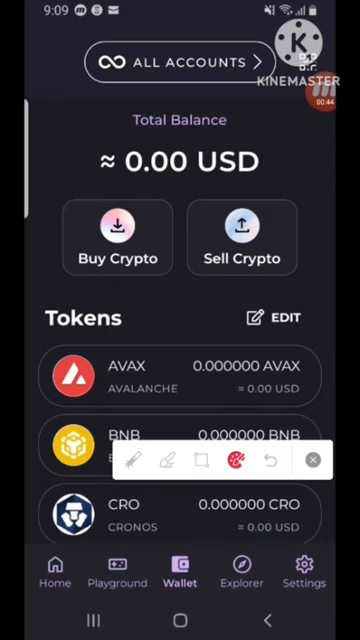 9:09
ALL ACCOUNTS
KINEMASTER
00:44
Total Balance
≈ 0.00 USD
Buy Crypto
Sell Crypto
Tokens
EDIT
AVAX 0.000000 AVAX
AVALANCHE ≈ 0.00 USD
BNB 0.000000 BNB
CRO 0.000000 CRO
CRONOS ≈ 0.00 USD
Home Playground Wallet Explorer Settings